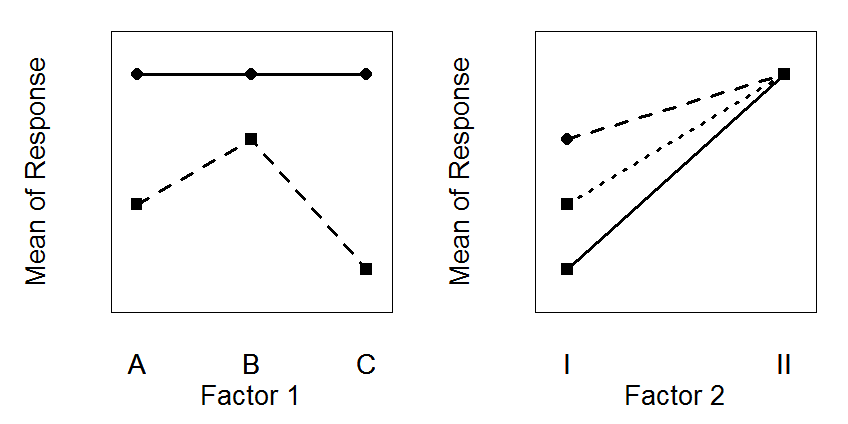 Mean of Response
A B C
Factor 1
Mean of Response
I II
Factor 2